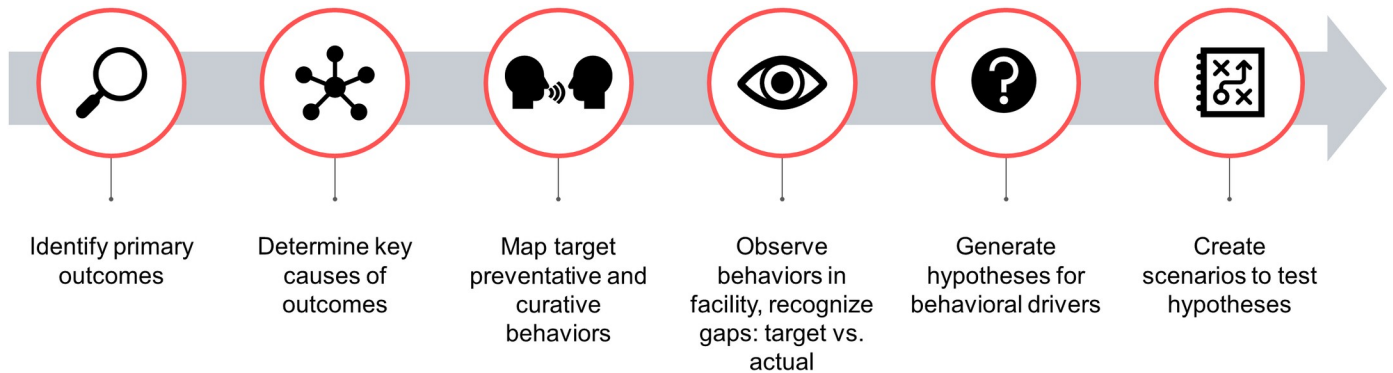 Identify primary
outcomes
Determine key
causes of
outcomes
Map target
preventative and
curative
behaviors
Observe
behaviors in
facility, recognize
gaps: target vs.
actual
Generate
hypotheses for
behavioral drivers
Create
scenarios to test
hypotheses